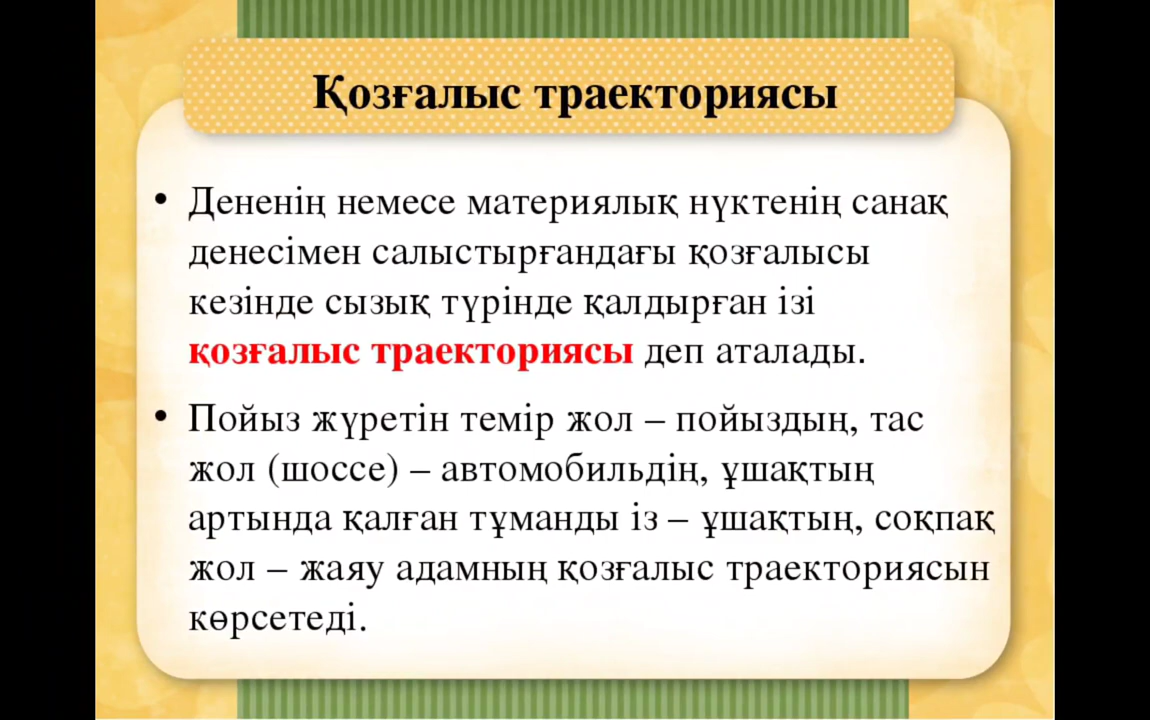 Қозғалыс траекториясы
• Дененің немесе материялық нүктенің санақ
денесімен салыстырғандағы қозғалысы
кезінде сызық түрінде қалдырған ізі
қозғалыс траекториясы деп аталады.
• Пойыз жүретін темір жол – пойыздың, тас
жол (шоссе) – автомобильдің, ұшақтың
артында қалған тұманды із – ұшақтың, соқпақ
жол – жаяу адамның қозғалыс траекториясын
көрсетеді.